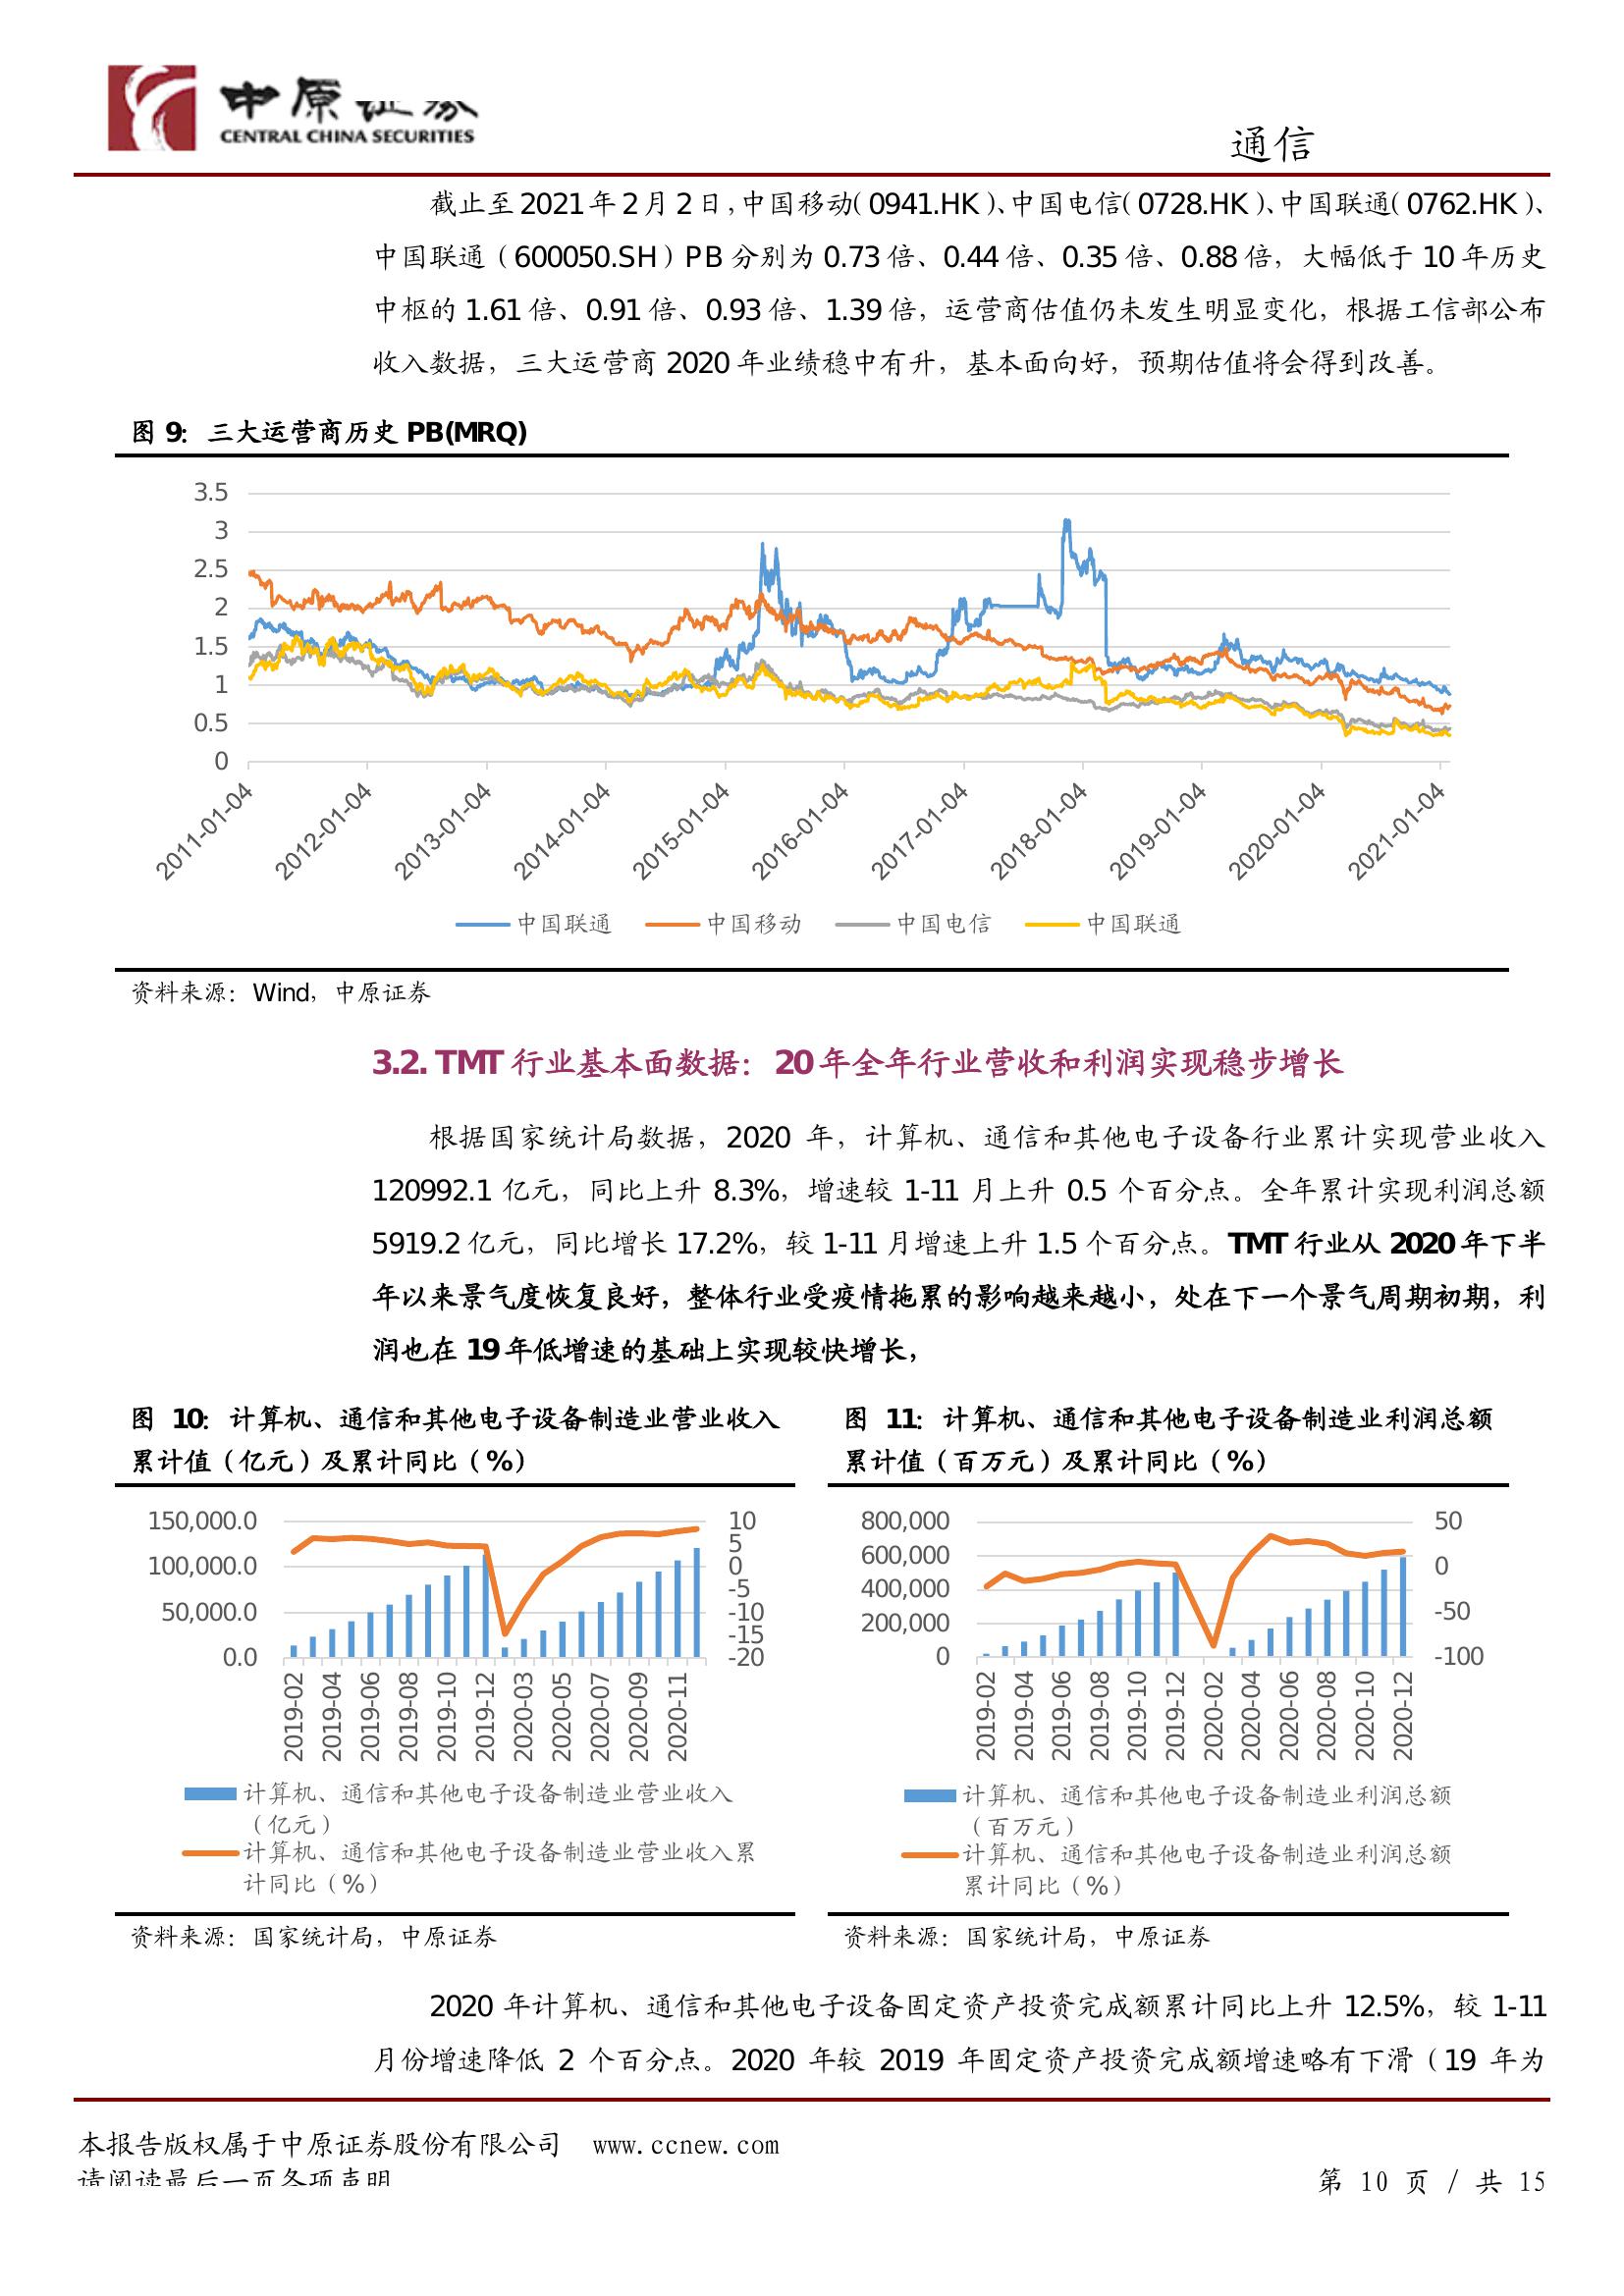 中原证券
CENTRAL CHINA SECURITIES
通信
截止至2021年2月2日,中国移动(0941.HK)、中国电信(0728.HK)、中国联通(0762.HK)、
中国联通（600050.SH）PB 分别为 0.73 倍、0.44 倍、0.35 倍、0.88 倍，大幅低于 10 年历史
中枢的 1.61 倍、0.91 倍、0.93 倍、1.39 倍，运营商估值仍未发生明显变化，根据工信部公布
收入数据，三大运营商 2020 年业绩稳中有升，基本面向好，预期估值将会得到改善。
图 9：三大运营商历史 PB(MRQ)
3.5
3
2.5
2
1.5
1
0.5
0
2011-01-04 2012-01-04 2013-01-04 2014-01-04 2015-01-04 2016-01-04 2017-01-04 2018-01-04 2019-01-04 2020-01-04 2021-01-04
中国联通 中国移动 中国电信 中国联通
资料来源：Wind，中原证券
3.2. TMT 行业基本面数据：20 年全年行业营收和利润实现稳步增长
根据国家统计局数据，2020 年，计算机、通信和其他电子设备行业累计实现营业收入
120992.1 亿元，同比上升 8.3%，增速较 1-11 月上升 0.5 个百分点。全年累计实现利润总额
5919.2 亿元，同比增长 17.2%，较 1-11 月增速上升 1.5 个百分点。TMT 行业从 2020 年下半
年以来景气度恢复良好，整体行业受疫情拖累的影响越来越小，处在下一个景气周期初期，利
润也在 19 年低增速的基础上实现较快增长，
图 10：计算机、通信和其他电子设备制造业营业收入
累计值（亿元）及累计同比（%）
150,000.0
100,000.0
50,000.0
0.0
10
5
0
-5
-10
-15
-20
2019-02 2019-04 2019-06 2019-08 2019-10 2019-12 2020-03 2020-05 2020-07 2020-09 2020-11
计算机、通信和其他电子设备制造业营业收入
（亿元）
计算机、通信和其他电子设备制造业营业收入累
计同比（%）
资料来源：国家统计局，中原证券
图 11：计算机、通信和其他电子设备制造业利润总额
累计值（百万元）及累计同比（%）
800,000
600,000
400,000
200,000
0
50
0
-50
-100
2019-02 2019-04 2019-06 2019-08 2019-10 2019-12 2020-02 2020-04 2020-06 2020-08 2020-10 2020-12
计算机、通信和其他电子设备制造业利润总额
（百万元）
计算机、通信和其他电子设备制造业利润总额
累计同比（%）
资料来源：国家统计局，中原证券
2020 年计算机、通信和其他电子设备固定资产投资完成额累计同比上升 12.5%，较 1-11
月份增速降低 2 个百分点。2020 年较 2019 年固定资产投资完成额增速略有下滑（19 年为
本报告版权属于中原证券股份有限公司 www.ccnew.com
请阅读最后一页各项声明
第 10 页 / 共 15